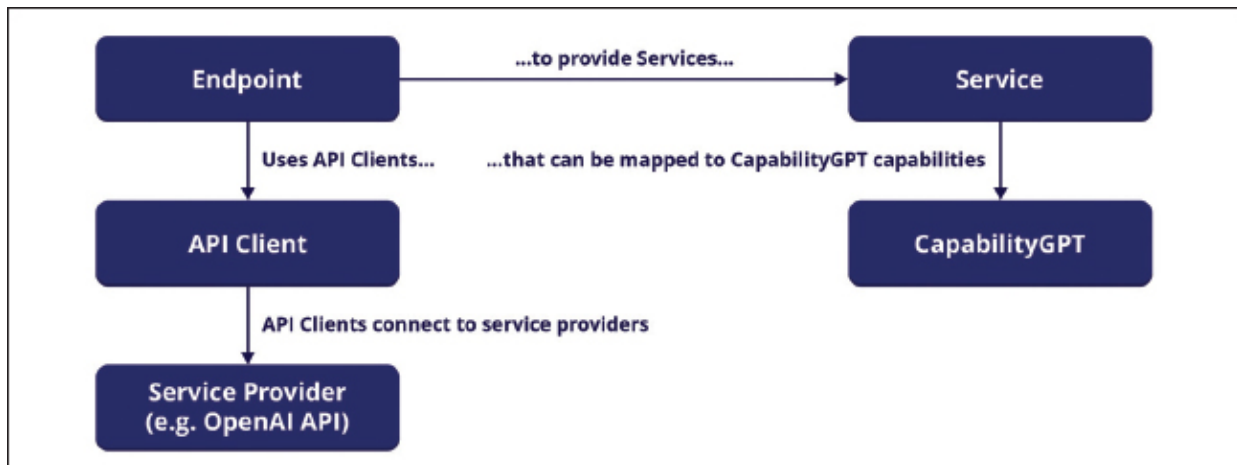 Endpoint
...to provide Services...
Service
Uses API Clients...
...that can be mapped to CapabilityGPT capabilities
API Client
CapabilityGPT
API Clients connect to service providers
Service Provider
(e.g. OpenAI API)